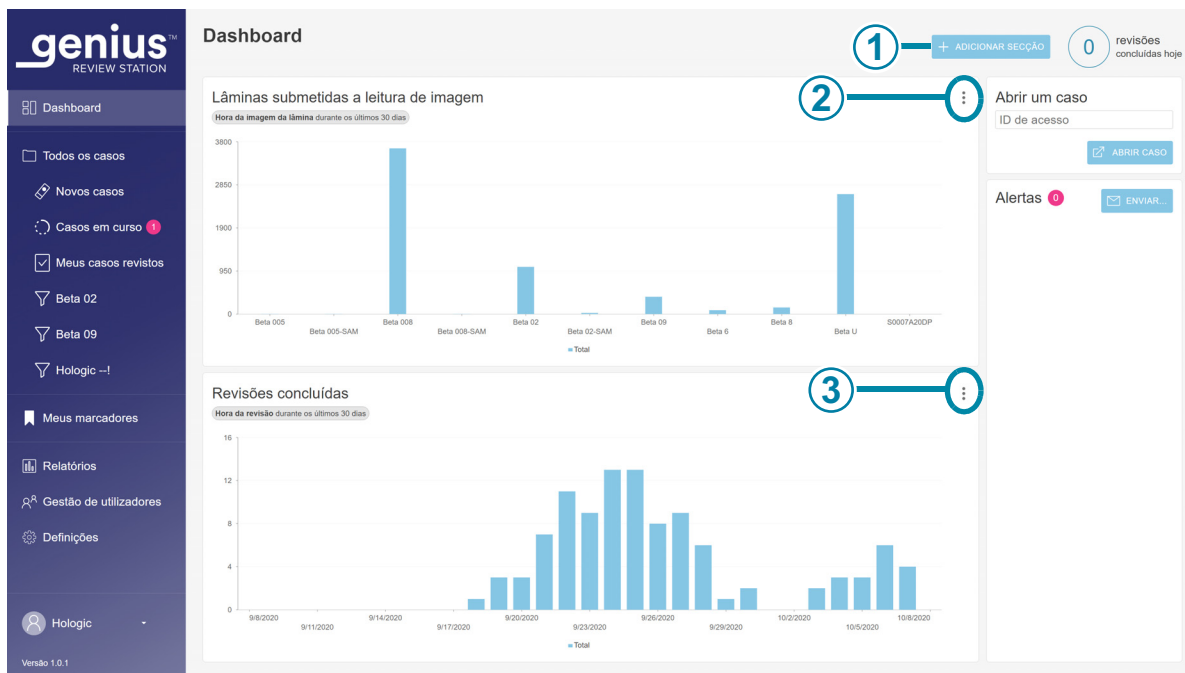 genius™
REVIEW STATION
Dashboard
Todos os casos
Novos casos
Casos em curso 1
Meus casos revistos
Beta 02
Beta 09
Hologic --!
Meus marcadores
Relatórios
Gestão de utilizadores
Definições
Hologic
Versão 1.0.1
Dashboard
1
+ ADICIONAR SECÇÃO
0
revisões
concluídas hoje
Lâminas submetidas a leitura de imagem
2
Hora da imagem da lâmina durante os últimos 30 dias
3800
2850
1900
950
0
Beta 005
Beta 005-SAM
Beta 008
Beta 008-SAM
Beta 02
Beta 02-SAM
Beta 09
Beta 6
Beta 8
Beta U
S0007A20DP
Total
Revisões concluídas
3
Hora da revisão durante os últimos 30 dias
16
12
8
4
0
9/8/2020
9/11/2020
9/14/2020
9/17/2020
9/20/2020
9/23/2020
9/26/2020
9/29/2020
10/2/2020
10/5/2020
10/8/2020
Total
Abrir um caso
ID de acesso
ABRIR CASO
Alertas 0
ENVIAR...